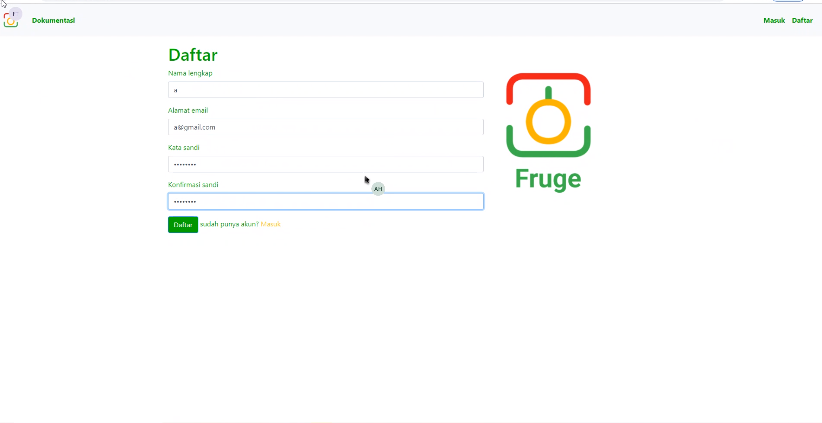 Dokumentasi
Masuk Daftar
Daftar
Nama lengkap
a
Alamat email
a@gmail.com
Kata sandi
••••••••
Konfirmasi sandi
AH
••••••••
Daftar sudah punya akun? Masuk
Fruge